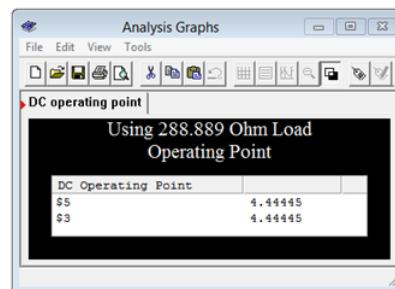 Analysis Graphs
File Edit View Tools
DC operating point
Using 288.889 Ohm Load
Operating Point
DC Operating Point
$5 4.44445
$3 4.44445